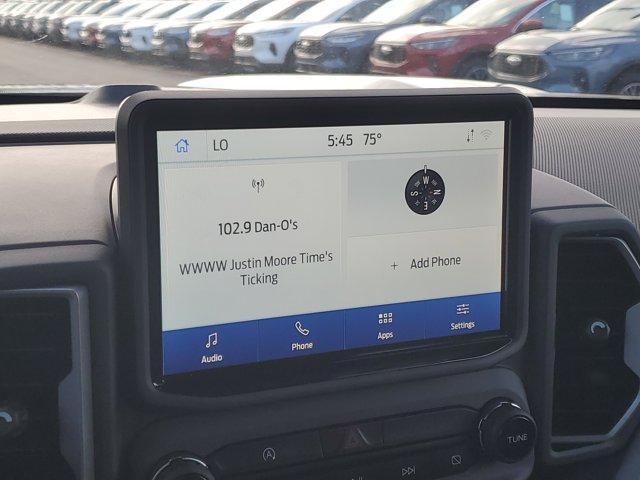 LO
5:45 75°
102.9 Dan-O's
WWWW Justin Moore Time's
Ticking
W
S N
E
+ Add Phone
Audio
Phone
Apps
Settings
A
TUNE